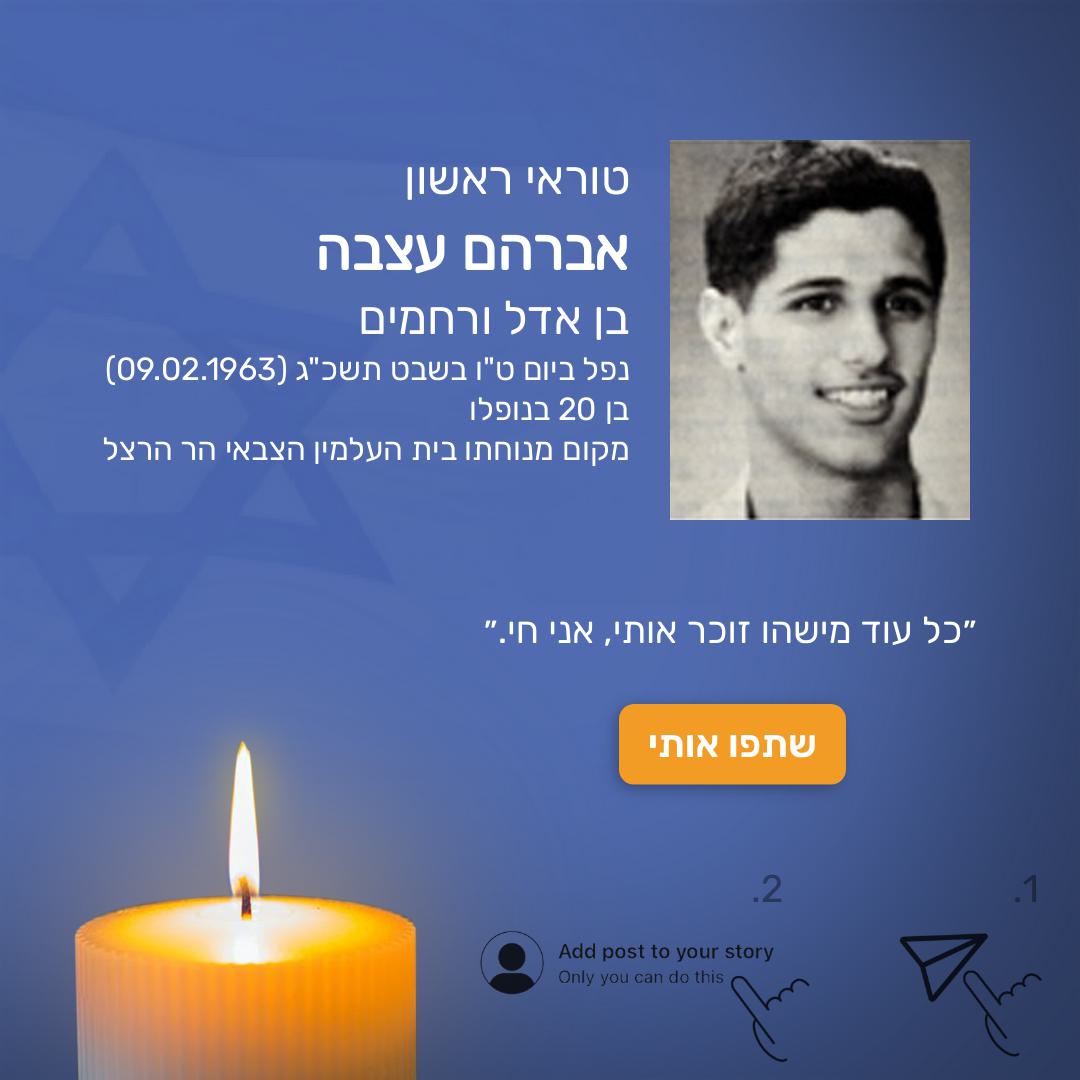 טוראי ראשון
אברהם עצבה
בן אדל ורחמים
נפל ביום ט"ו בשבט תשכ"ג (09.02.1963)
בן 20 בנופלו
מקום מנוחתו בית העלמין הצבאי הר הרצל
״כל עוד מישהו זוכר אותי, אני חי.״
שתפו אותי
.1
.2
Add post to your story
Only you can do this